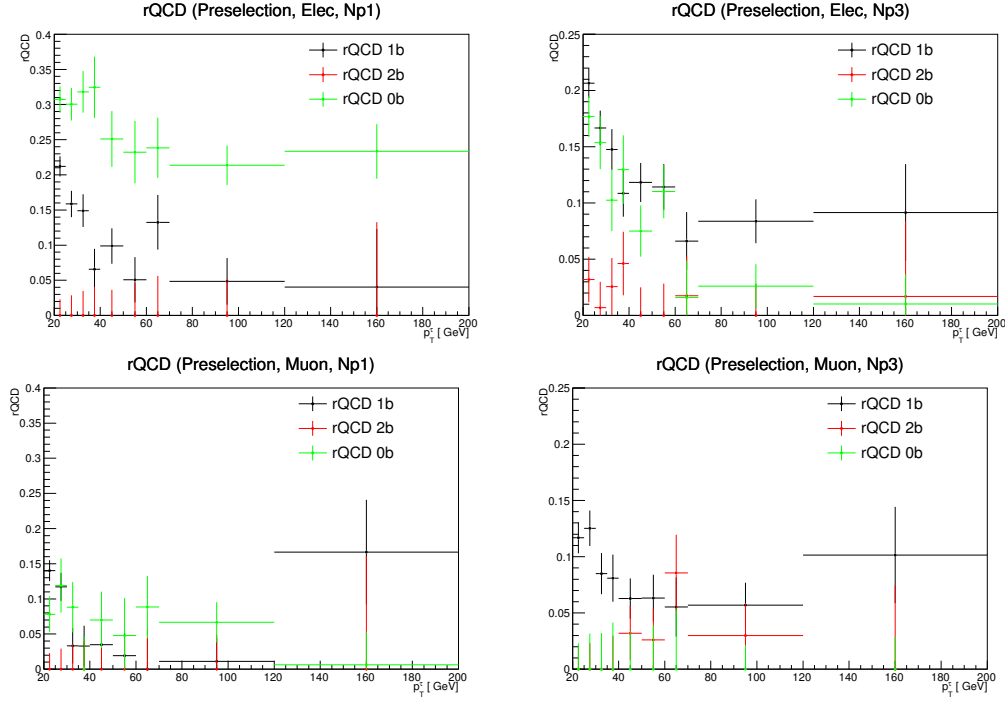 rQCD (Preselection, Elec, Np1)
rQCD
0.4
0.35
0.3
0.25
0.2
0.15
0.1
0.05
0
rQCD 1b
rQCD 2b
rQCD 0b
20 40 60 80 100 120 140 160 180 200
p_T^τ [ GeV]
rQCD (Preselection, Elec, Np3)
rQCD
0.25
0.2
0.15
0.1
0.05
0
rQCD 1b
rQCD 2b
rQCD 0b
20 40 60 80 100 120 140 160 180 200
p_T^τ [ GeV]
rQCD (Preselection, Muon, Np1)
rQCD
0.4
0.35
0.3
0.25
0.2
0.15
0.1
0.05
0
rQCD 1b
rQCD 2b
rQCD 0b
20 40 60 80 100 120 140 160 180 200
p_T^τ [ GeV]
rQCD (Preselection, Muon, Np3)
rQCD
0.25
0.2
0.15
0.1
0.05
0
rQCD 1b
rQCD 2b
rQCD 0b
20 40 60 80 100 120 140 160 180 200
p_T^τ [ GeV]